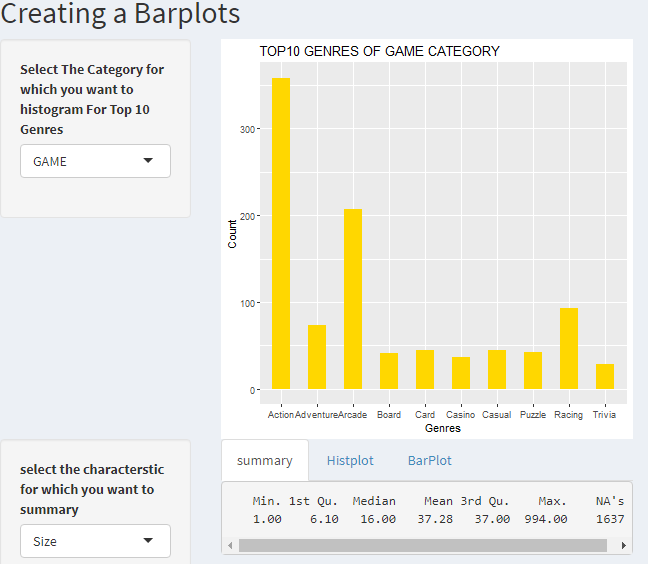 Creating a Barplots
Select The Category for
which you want to
histogram For Top 10
Genres
GAME
TOP10 GENRES OF GAME CATEGORY
Count
300
200
100
0
Action Adventure Arcade Board Card Casino Casual Puzzle Racing Trivia
Genres
select the characterstic
for which you want to
summary
Size
summary Histplot BarPlot
Min. 1st Qu. Median Mean 3rd Qu. Max. NA's
1.00 6.10 16.00 37.28 37.00 994.00 1637